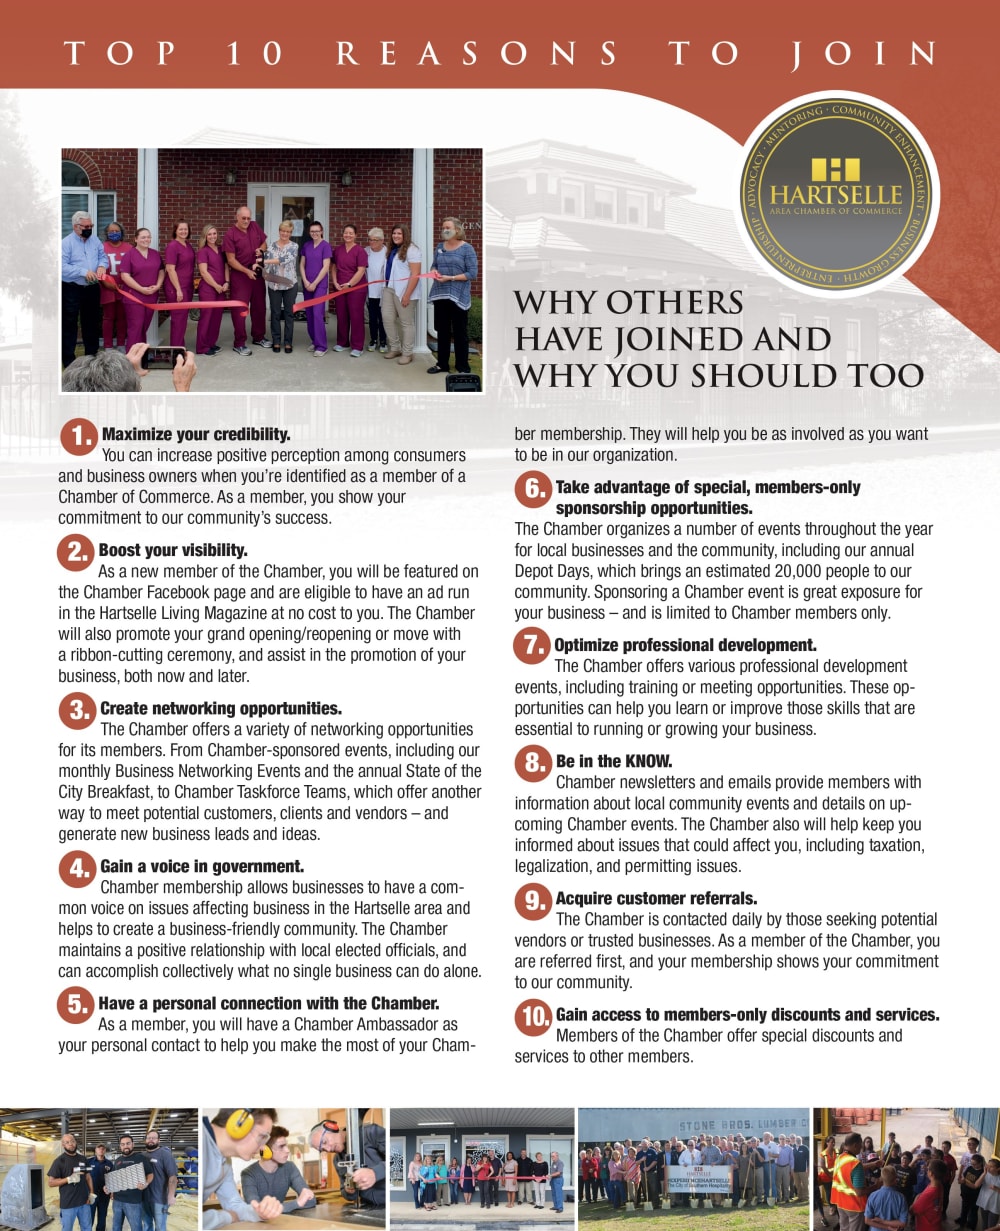 TOP 10 REASONS TO JOIN
ENTREPRENEURSHIP · ADVOCACY · MENTORING · COMMUNITY ENHANCEMENT · BUSINESS GROWTH ·
H
HARTSELLE
AREA CHAMBER OF COMMERCE
WHY OTHERS
HAVE JOINED AND
WHY YOU SHOULD TOO
1. Maximize your credibility.
You can increase positive perception among consumers
and business owners when you’re identified as a member of a
Chamber of Commerce. As a member, you show your
commitment to our community’s success.
2. Boost your visibility.
As a new member of the Chamber, you will be featured on
the Chamber Facebook page and are eligible to have an ad run
in the Hartselle Living Magazine at no cost to you. The Chamber
will also promote your grand opening/reopening or move with
a ribbon-cutting ceremony, and assist in the promotion of your
business, both now and later.
3. Create networking opportunities.
The Chamber offers a variety of networking opportunities
for its members. From Chamber-sponsored events, including our
monthly Business Networking Events and the annual State of the
City Breakfast, to Chamber Taskforce Teams, which offer another
way to meet potential customers, clients and vendors – and
generate new business leads and ideas.
4. Gain a voice in government.
Chamber membership allows businesses to have a com-
mon voice on issues affecting business in the Hartselle area and
helps to create a business-friendly community. The Chamber
maintains a positive relationship with local elected officials, and
can accomplish collectively what no single business can do alone.
5. Have a personal connection with the Chamber.
As a member, you will have a Chamber Ambassador as
your personal contact to help you make the most of your Cham-
ber membership. They will help you be as involved as you want
to be in our organization.
6. Take advantage of special, members-only
sponsorship opportunities.
The Chamber organizes a number of events throughout the year
for local businesses and the community, including our annual
Depot Days, which brings an estimated 20,000 people to our
community. Sponsoring a Chamber event is great exposure for
your business – and is limited to Chamber members only.
7. Optimize professional development.
The Chamber offers various professional development
events, including training or meeting opportunities. These op-
portunities can help you learn or improve those skills that are
essential to running or growing your business.
8. Be in the KNOW.
Chamber newsletters and emails provide members with
information about local community events and details on up-
coming Chamber events. The Chamber also will help keep you
informed about issues that could affect you, including taxation,
legalization, and permitting issues.
9. Acquire customer referrals.
The Chamber is contacted daily by those seeking potential
vendors or trusted businesses. As a member of the Chamber, you
are referred first, and your membership shows your commitment
to our community.
10. Gain access to members-only discounts and services.
Members of the Chamber offer special discounts and
services to other members.
STONE BROS. LUMBER
HARTSELLE